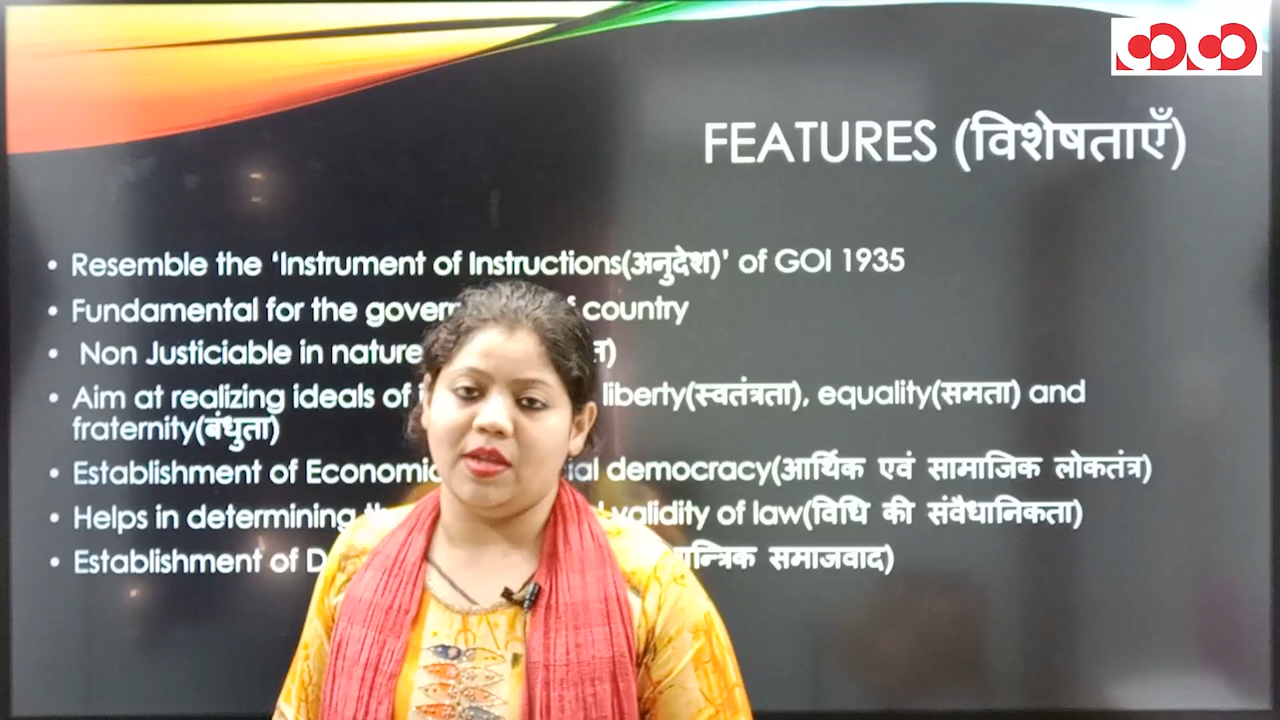 FEATURES (विशेषताएँ)
• Resemble the ‘Instrument of Instructions(अनुदेश)’ of GOI 1935
• Fundamental for the country
• Non Justiciable in nature
• Aim at realizing ideals of liberty(स्वतंत्रता), equality(समता) and
fraternity(बंधुता)
• Establishment of democracy(आर्थिक एवं सामाजिक लोकतंत्र)
• Helps in determining validity of law(विधि की संवैधानिकता)
• Establishment of समाजवाद)